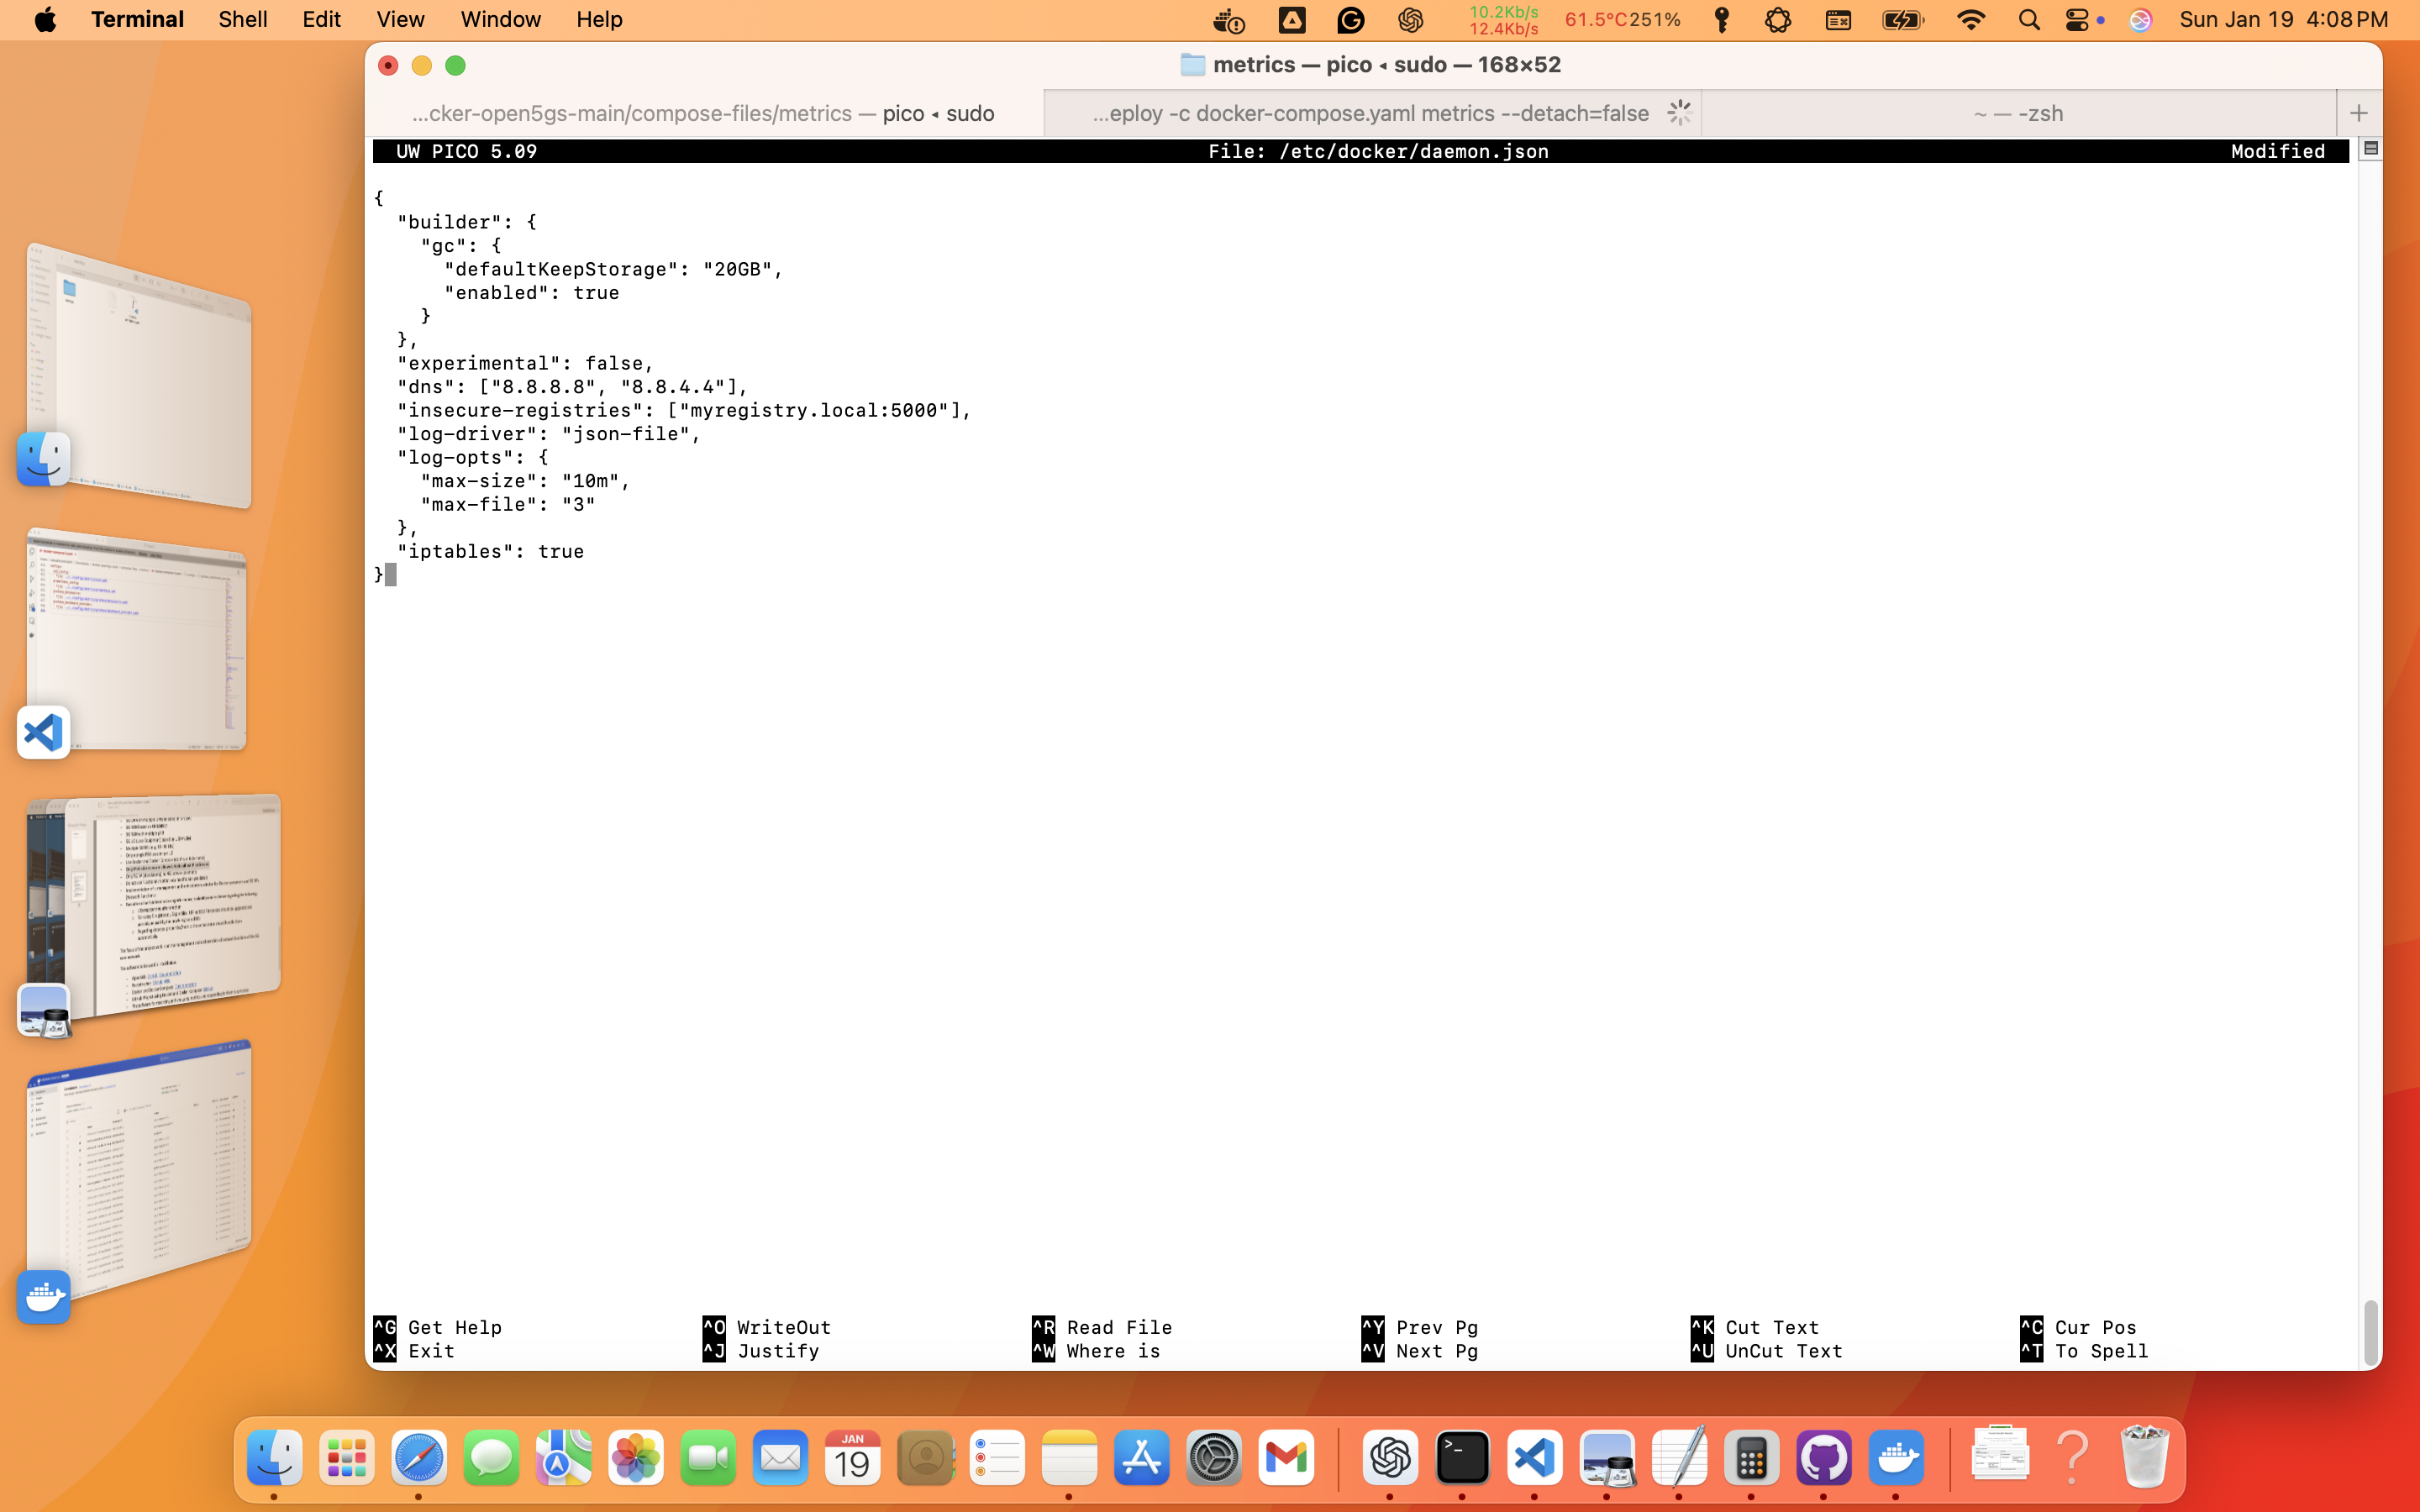 Terminal Shell Edit View Window Help 10.2Kb/s 12.4Kb/s 61.5°C 251% Sun Jan 19 4:08 PM
metrics — pico ◂ sudo — 168×52
...cker-open5gs-main/compose-files/metrics — pico ◂ sudo ...eploy -c docker-compose.yaml metrics --detach=false ~ — -zsh
UW PICO 5.09 File: /etc/docker/daemon.json Modified
{
"builder": {
"gc": {
"defaultKeepStorage": "20GB",
"enabled": true
}
},
"experimental": false,
"dns": ["8.8.8.8", "8.8.4.4"],
"insecure-registries": ["myregistry.local:5000"],
"log-driver": "json-file",
"log-opts": {
"max-size": "10m",
"max-file": "3"
},
"iptables": true
}
^G Get Help ^O WriteOut ^R Read File ^Y Prev Pg ^K Cut Text ^C Cur Pos
^X Exit ^J Justify ^W Where is ^V Next Pg ^U UnCut Text ^T To Spell
JAN
19